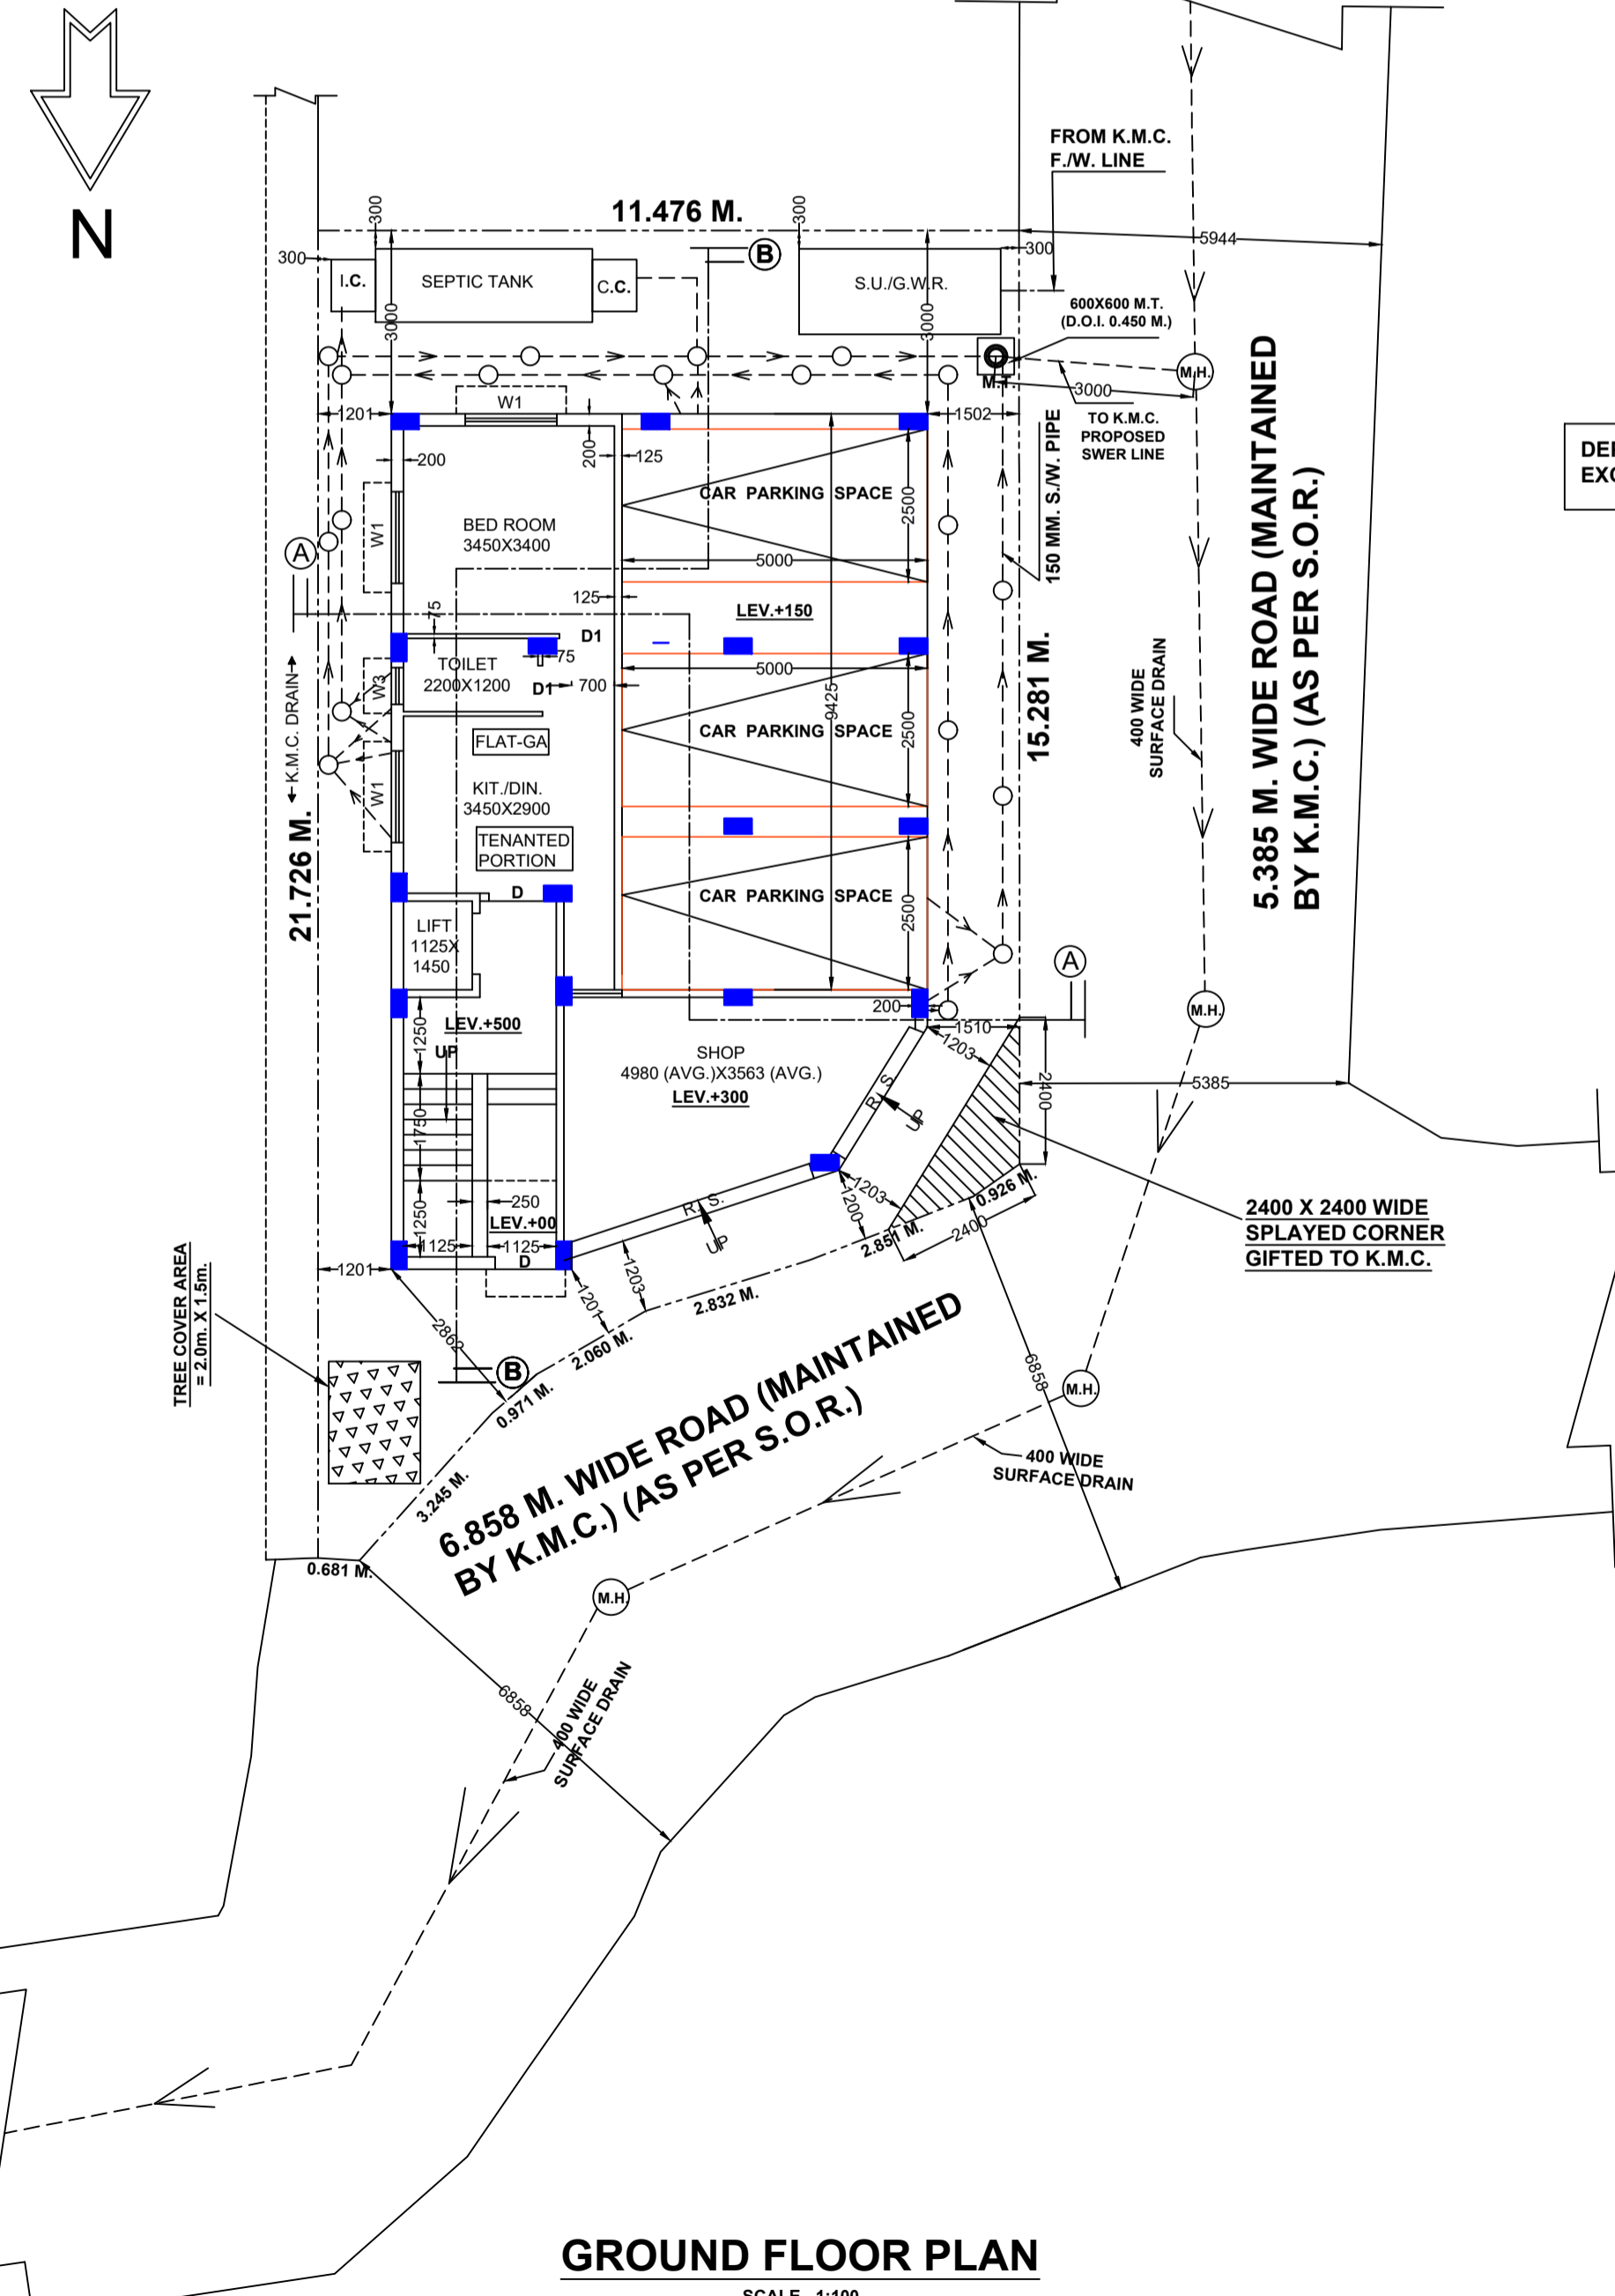 N
FROM K.M.C.
F./W. LINE
11.476 M.
300
300
300
300
5944
I.C.
SEPTIC TANK
C.C.
B
S.U./G.W.R.
600X600 M.T.
(D.O.I. 0.450 M.)
3000
3000
M.H.
M.T.
3000
W1
1201
1502
TO K.M.C.
PROPOSED
SWER LINE
200
200
125
CAR PARKING SPACE
2500
150 MM. S./W. PIPE
5.385 M. WIDE ROAD (MAINTAINED
BY K.M.C.) (AS PER S.O.R.)
W1
BED ROOM
3450X3400
A
5000
125
75
LEV.+150
D1
75
TOILET
2200X1200
5000
D1
700
W3
9425
15.281 M.
K.M.C. DRAIN
400 WIDE
SURFACE DRAIN
FLAT-GA
CAR PARKING SPACE
2500
W1
KIT./DIN.
3450X2900
TENANTED
PORTION
21.726 M.
D
CAR PARKING SPACE
2500
LIFT
1125X
1450
A
200
M.H.
LEV.+500
1250
UP
1510
1203
SHOP
4980 (AVG.)X3563 (AVG.)
LEV.+300
R. S.
UP
2400
5385
1750
1203
1200
0.926 M.
2400
2.851 M.
2400 X 2400 WIDE
SPLAYED CORNER
GIFTED TO K.M.C.
250
LEV.+00
1250
1125
1125
D
R. S.
UP
1201
1203
1201
2.832 M.
2.060 M.
TREE COVER AREA
= 2.0m. X 1.5m.
2862
B
0.971 M.
6858
M.H.
3.245 M.
6.858 M. WIDE ROAD (MAINTAINED
BY K.M.C.) (AS PER S.O.R.)
400 WIDE
SURFACE DRAIN
0.681 M.
M.H.
6858
400 WIDE
SURFACE DRAIN
GROUND FLOOR PLAN